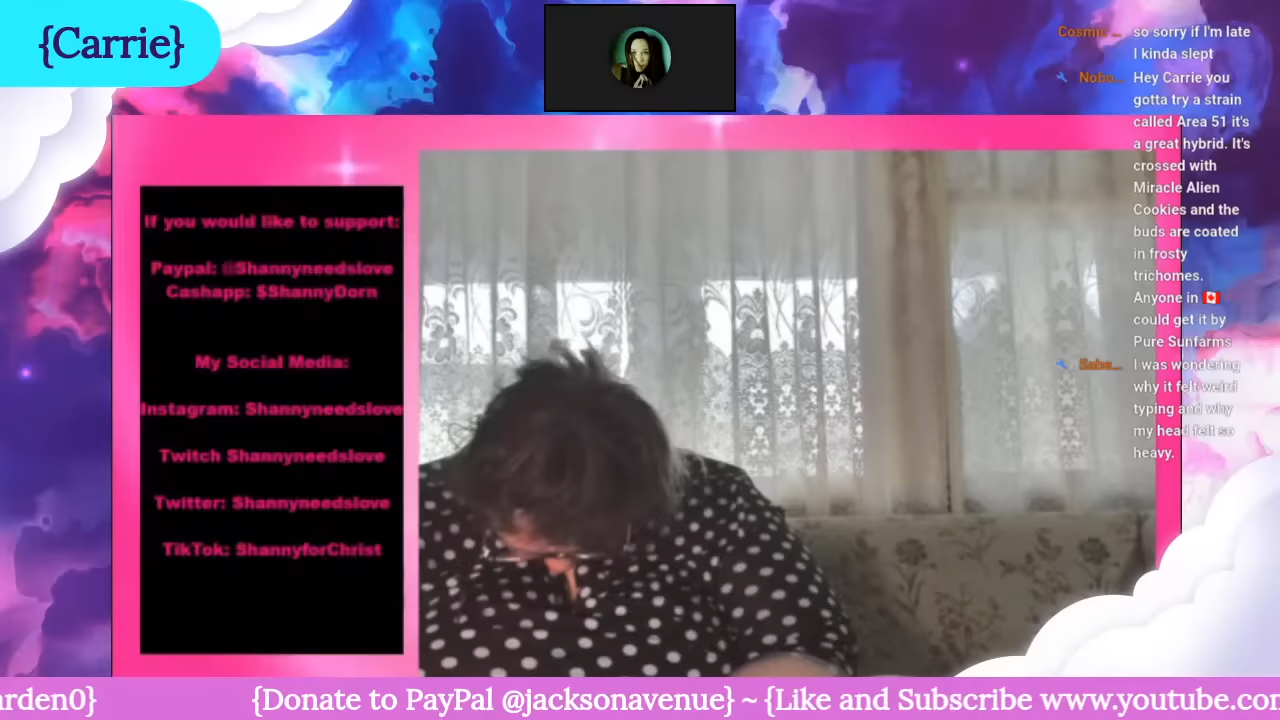 {Carrie}
If you would like to support:
Paypal: @Shannyneedslove
Cashapp: $ShannyDorn
My Social Media:
Instagram: Shannyneedslove
Twitch Shannyneedslove
Twitter: Shannyneedslove
TikTok: ShannyforChrist
Cosmic ... so sorry if I'm late
I kinda slept
Nobo... Hey Carrie you
gotta try a strain
called Area 51 it's
a great hybrid. It's
crossed with
Miracle Alien
Cookies and the
buds are coated
in frosty
trichomes.
Anyone in 🇨🇦
could get it by
Pure Sunfarms
Sabe... I was wondering
why it felt weird
typing and why
my head felt so
heavy.
arden0} {Donate to PayPal @jacksonavenue} ~ {Like and Subscribe www.youtube.com